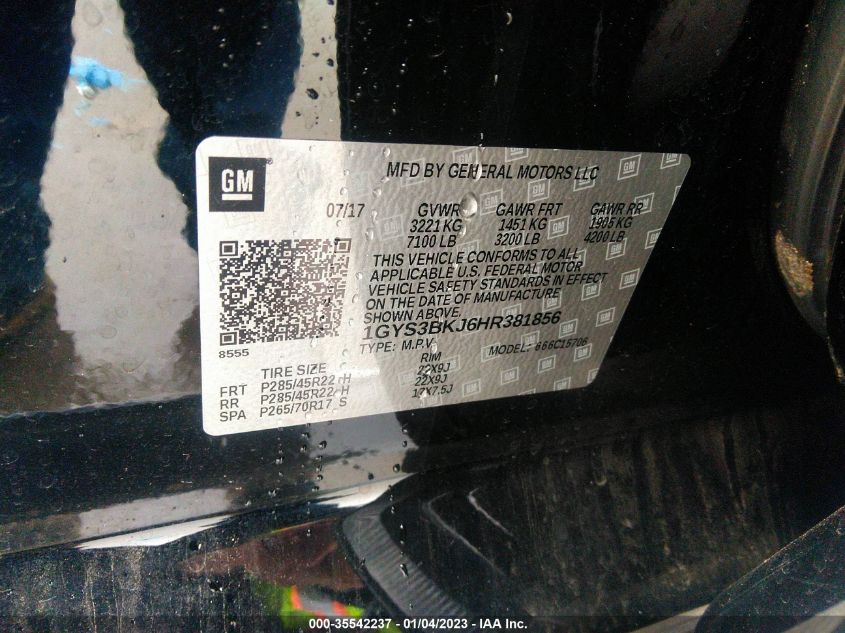 GM
MFD BY GENERAL MOTORS LLC
07/17 GVWR GAWR FRT GAWR RR
3221 KG 1451 KG 1905 KG
7100 LB 3200 LB 4200 LB
THIS VEHICLE CONFORMS TO ALL
APPLICABLE U.S. FEDERAL MOTOR
VEHICLE SAFETY STANDARDS IN EFFECT
ON THE DATE OF MANUFACTURE
SHOWN ABOVE.
1GYS3BKJ6HR381856
8555
TYPE: M.P.V. MODEL: 666C15706
TIRE SIZE RIM
FRT P285/45R22 H 22X9J
RR P285/45R22 H 22X9J
SPA P265/70R17 S 17X7.5J
000-35542237 - 01/04/2023 - IAA Inc.